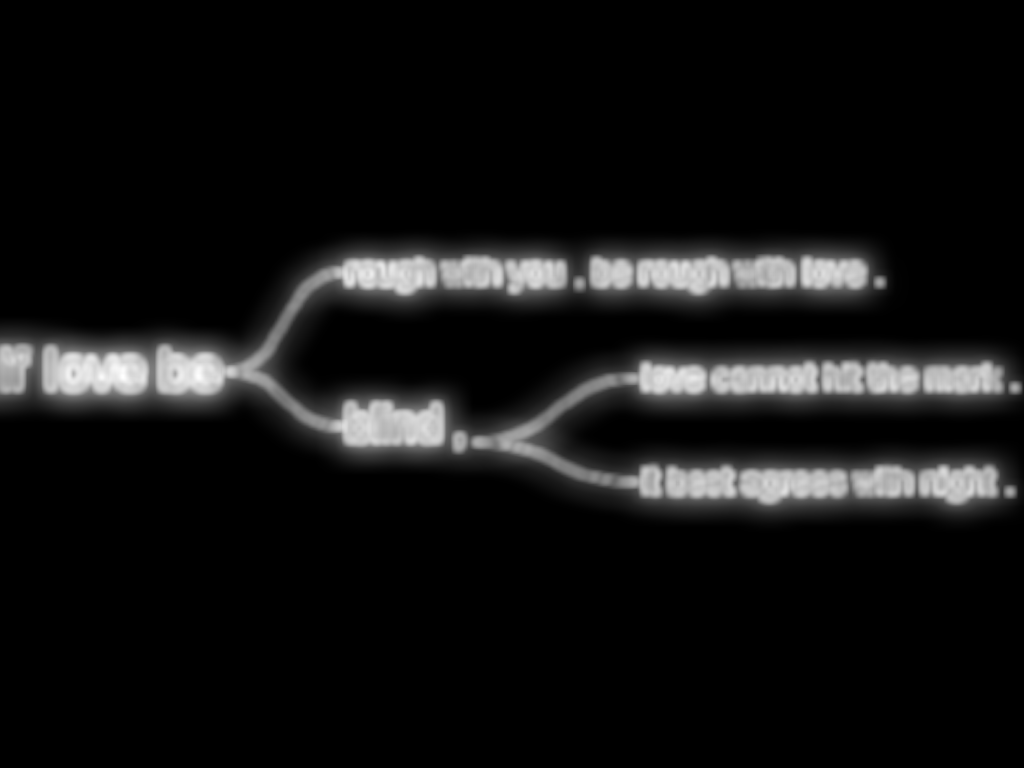 if love be
rough with you . be rough with love .
blind ,
love cannot hit the mark .
it best agrees with night .